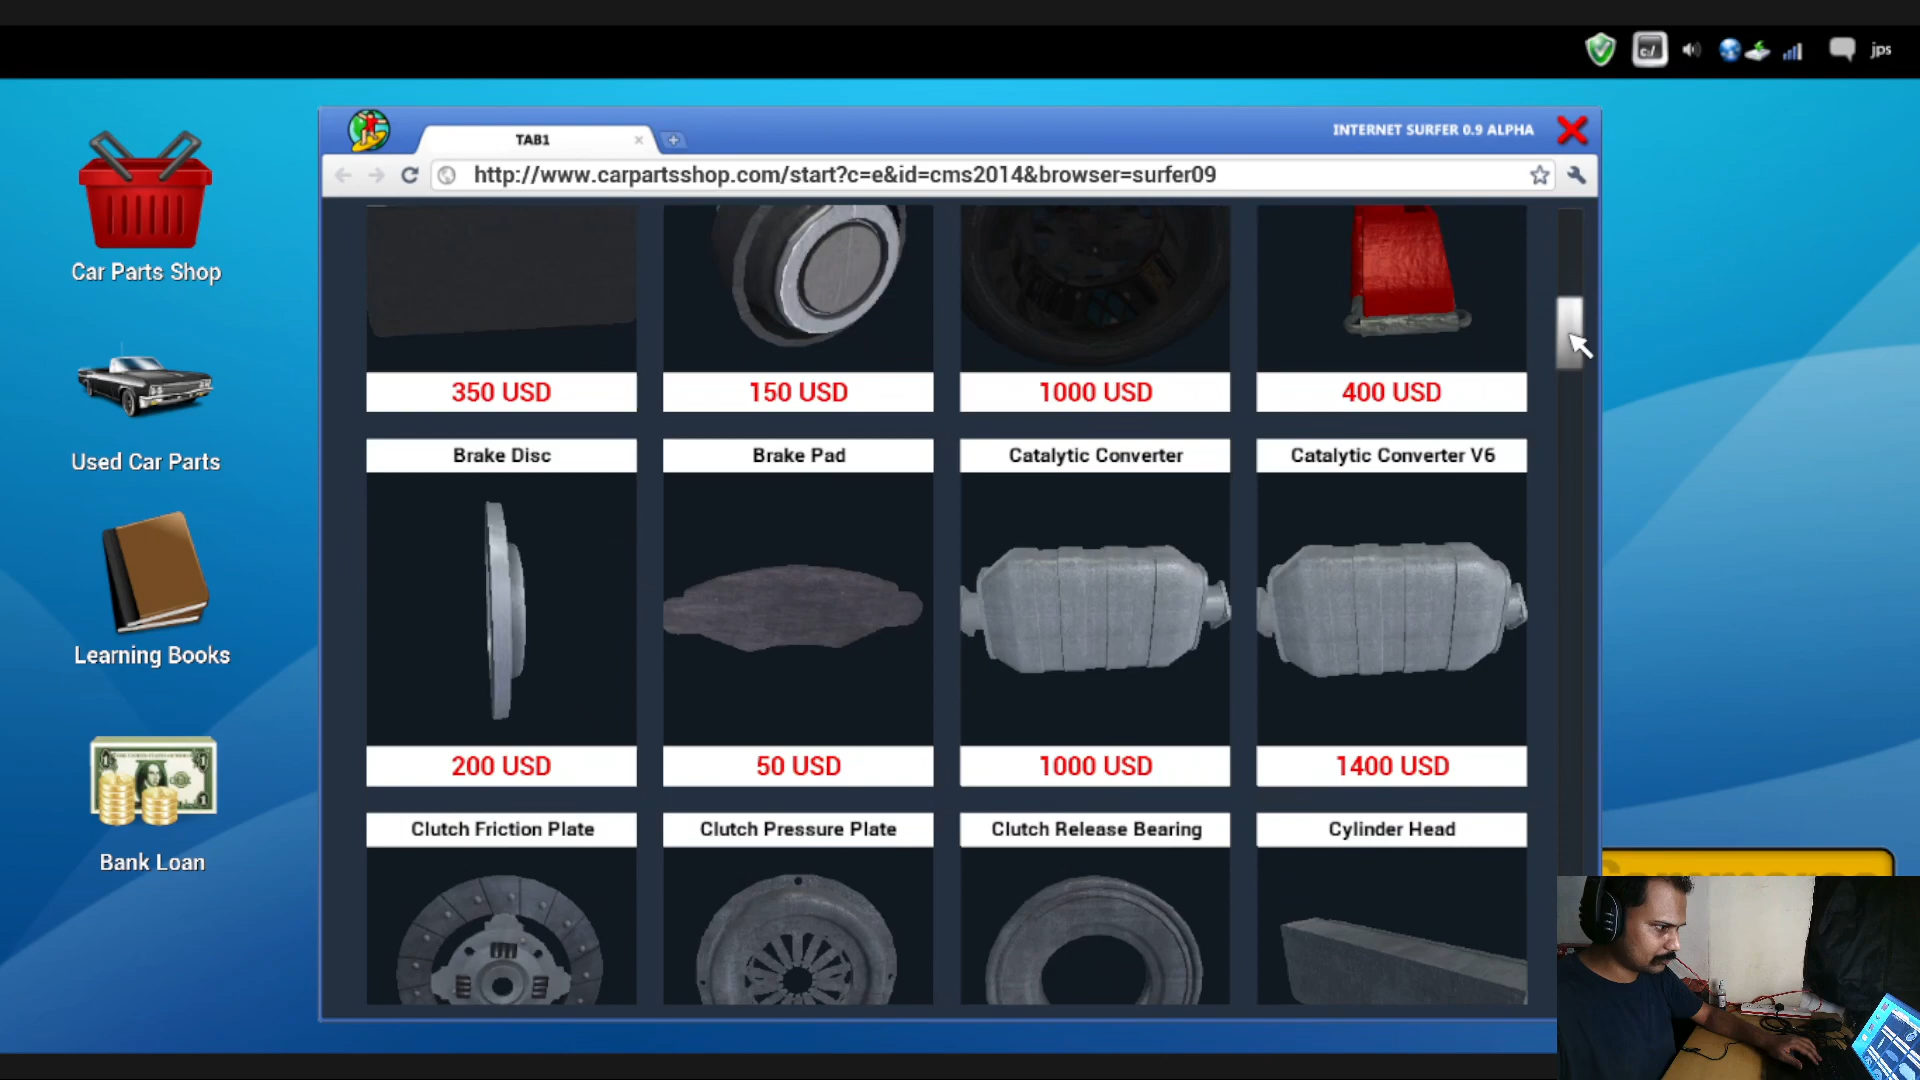 jps
TAB1
INTERNET SURFER 0.9 ALPHA
http://www.carpartsshop.com/start?c=e&id=cms2014&browser=surfer09
Car Parts Shop
Used Car Parts
Learning Books
Bank Loan
350 USD
150 USD
1000 USD
400 USD
Brake Disc
Brake Pad
Catalytic Converter
Catalytic Converter V6
200 USD
50 USD
1000 USD
1400 USD
Clutch Friction Plate
Clutch Pressure Plate
Clutch Release Bearing
Cylinder Head